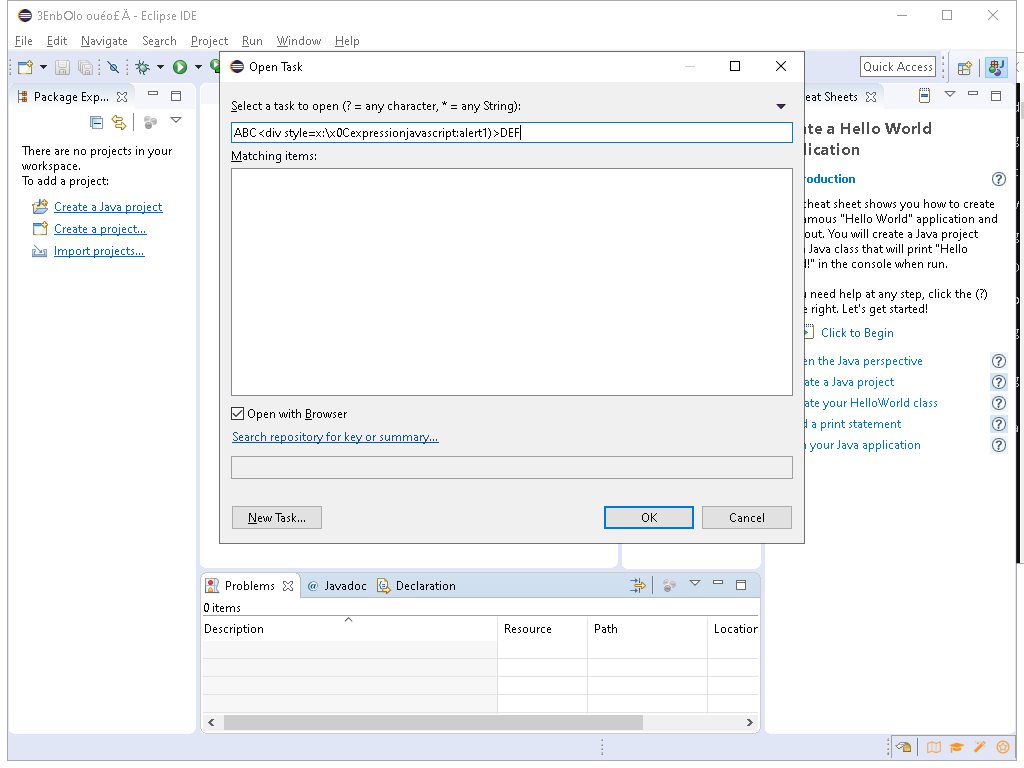 3EnbOlo ouéo£Ä - Eclipse IDE
File Edit Navigate Search Project Run Window Help
Quick Access
Package Exp...
There are no projects in your
workspace.
To add a project:
Create a Java project
Create a project...
Import projects...
Open Task
Select a task to open (? = any character, * = any String):
ABC<div style=x:\x0Cexpressionjavascript:alert1)>DEF
Matching items:
Open with Browser
Search repository for key or summary...
New Task...
OK
Cancel
eat Sheets
te a Hello World
lication
roduction
cheat sheet shows you how to create
amous "Hello World" application and
out. You will create a Java project
Java class that will print "Hello
d!" in the console when run.
need help at any step, click the (?)
e right. Let's get started!
Click to Begin
en the Java perspective
ate a Java project
ate your HelloWorld class
d a print statement
your Java application
Problems
@ Javadoc
Declaration
0 items
Description Resource Path Location